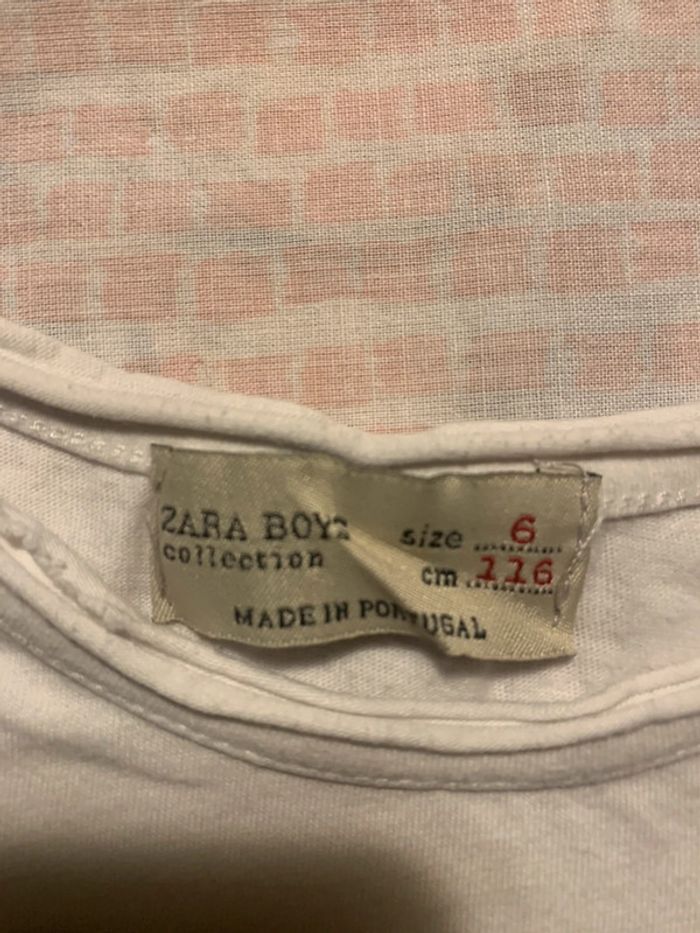 ZARA BOYS size 6
collection cm 116
MADE IN PORTUGAL